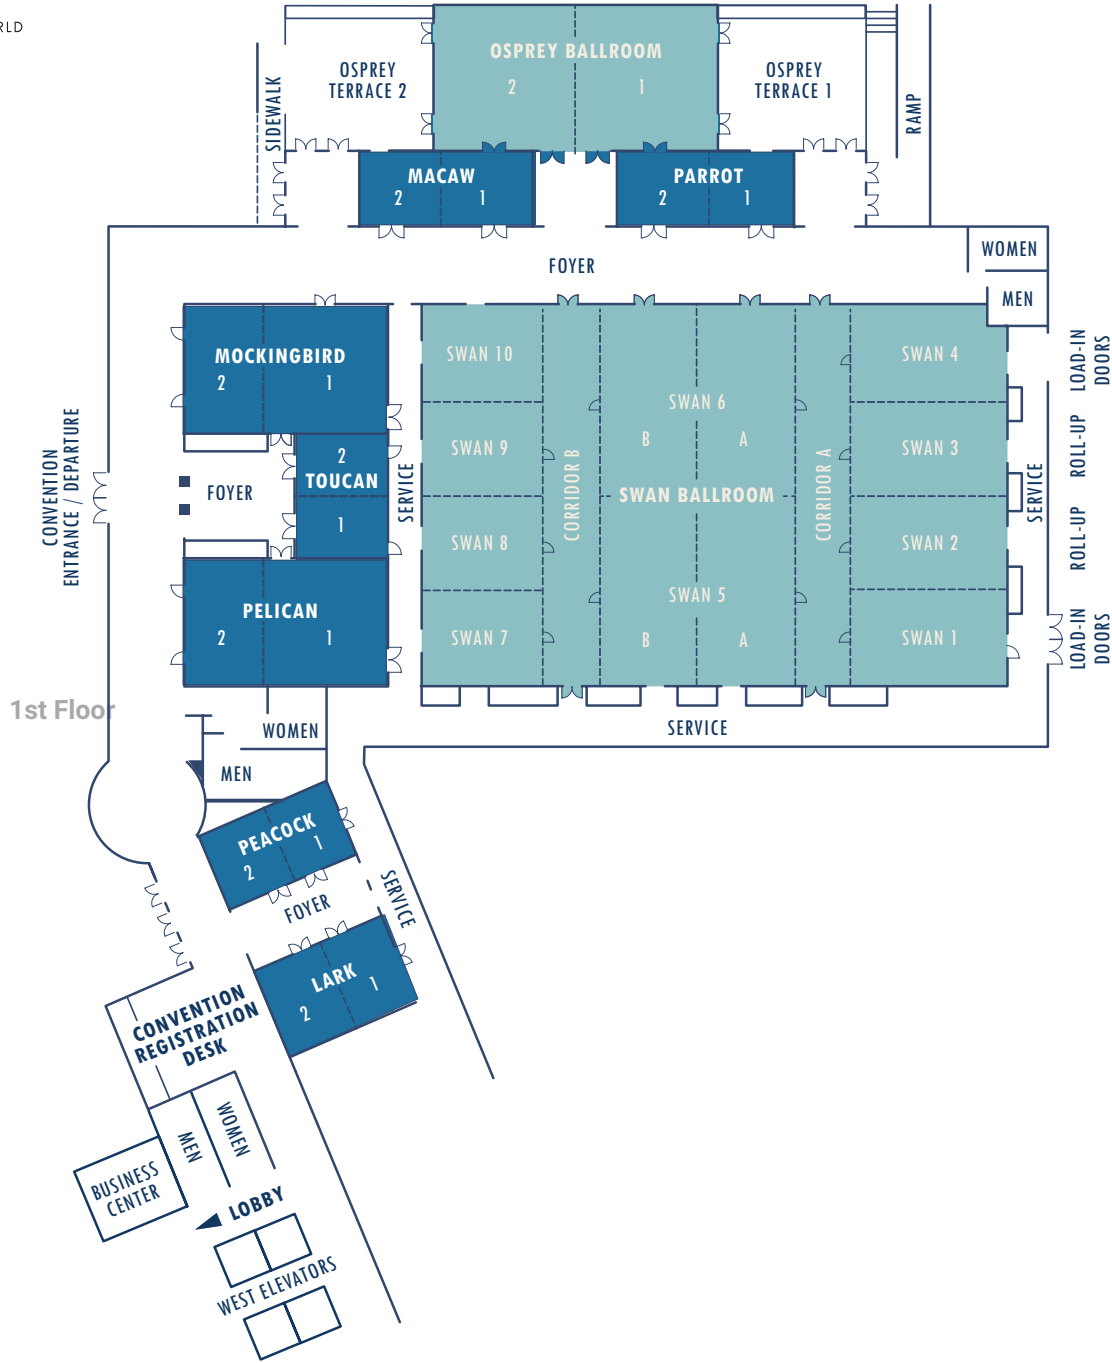 RLD
OSPREY BALLROOM
2
1
OSPREY
TERRACE 2
OSPREY
TERRACE 1
SIDEWALK
RAMP
MACAW
2
1
PARROT
2
1
FOYER
WOMEN
MEN
MOCKINGBIRD
2
1
SWAN 10
SWAN 9
SWAN 8
SWAN 7
CORRIDOR B
SWAN 6
B
A
SWAN BALLROOM
SWAN 5
B
A
CORRIDOR A
SWAN 4
SWAN 3
SWAN 2
SWAN 1
LOAD-IN
DOORS
ROLL-UP
SERVICE
ROLL-UP
LOAD-IN
DOORS
CONVENTION
ENTRANCE / DEPARTURE
FOYER
2
TOUCAN
1
SERVICE
PELICAN
2
1
1st Floor
WOMEN
MEN
SERVICE
PEACOCK
2
1
FOYER
SERVICE
LARK
2
1
CONVENTION
REGISTRATION
DESK
MEN
WOMEN
BUSINESS
CENTER
LOBBY
WEST ELEVATORS